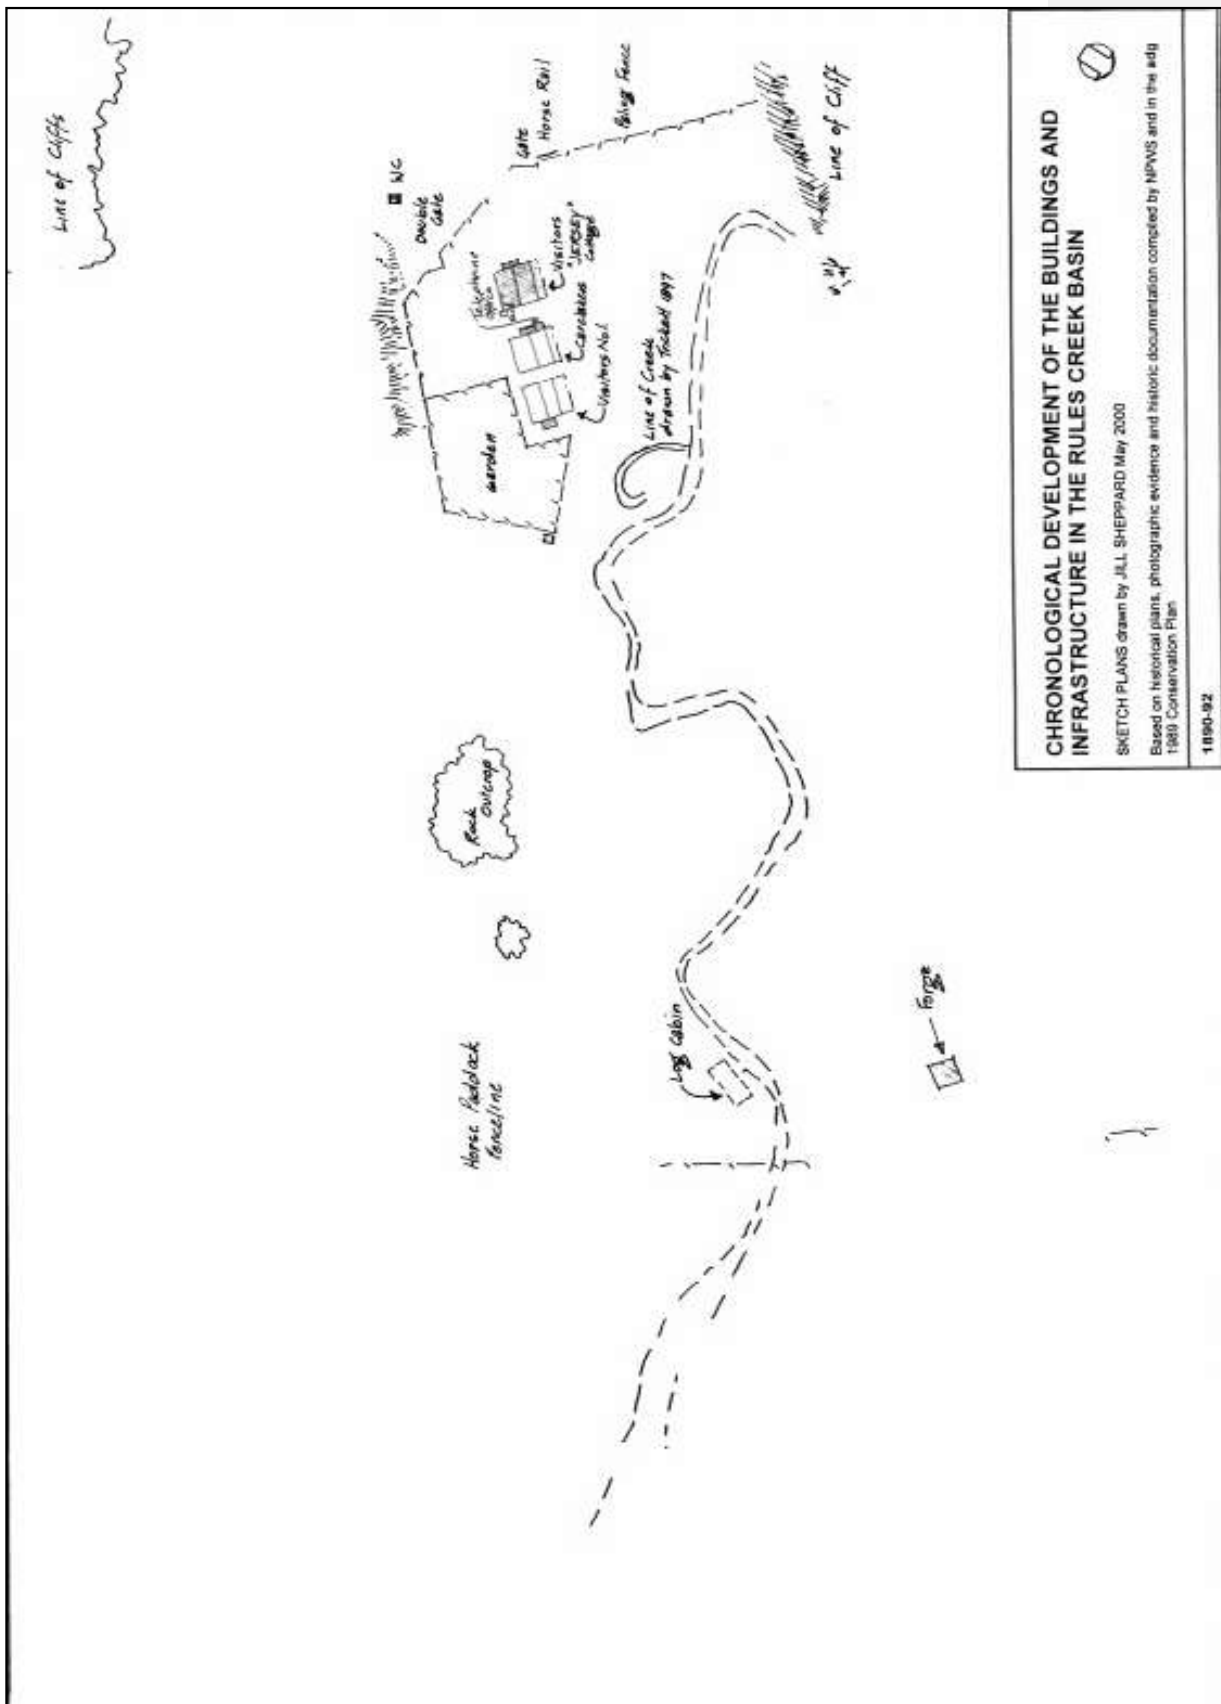 Line of Cliffs
WC
Double
Gate
Gate
Horse Rail
Paling Fence
Line of Cliff
Telephone
Office
Visitors
"JERSEY"
Cottage
Caretakers
Visitors No.1
Garden
Line of Creek
drawn by Trickett 1897
Rock
Outcrop
Horse Paddock
Fenceline
Log Cabin
Forge
CHRONOLOGICAL DEVELOPMENT OF THE BUILDINGS AND
INFRASTRUCTURE IN THE RULES CREEK BASIN
SKETCH PLANS drawn by JILL SHEPPARD May 2000
Based on historical plans, photographic evidence and historic documentation compiled by NPWS and in the adg
1989 Conservation Plan
1890-92